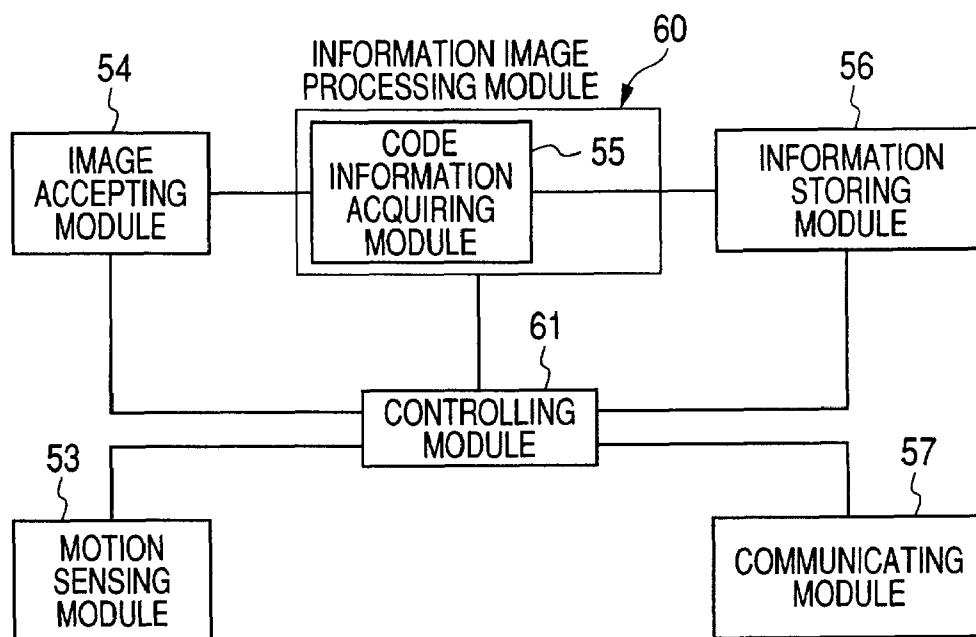 INFORMATION IMAGE
PROCESSING MODULE
60
54
56
IMAGE
ACCEPTING
MODULE
CODE
INFORMATION
ACQUIRING
MODULE
55
INFORMATION
STORING
MODULE
61
CONTROLLING
MODULE
53
57
MOTION
SENSING
MODULE
COMMUNICATING
MODULE